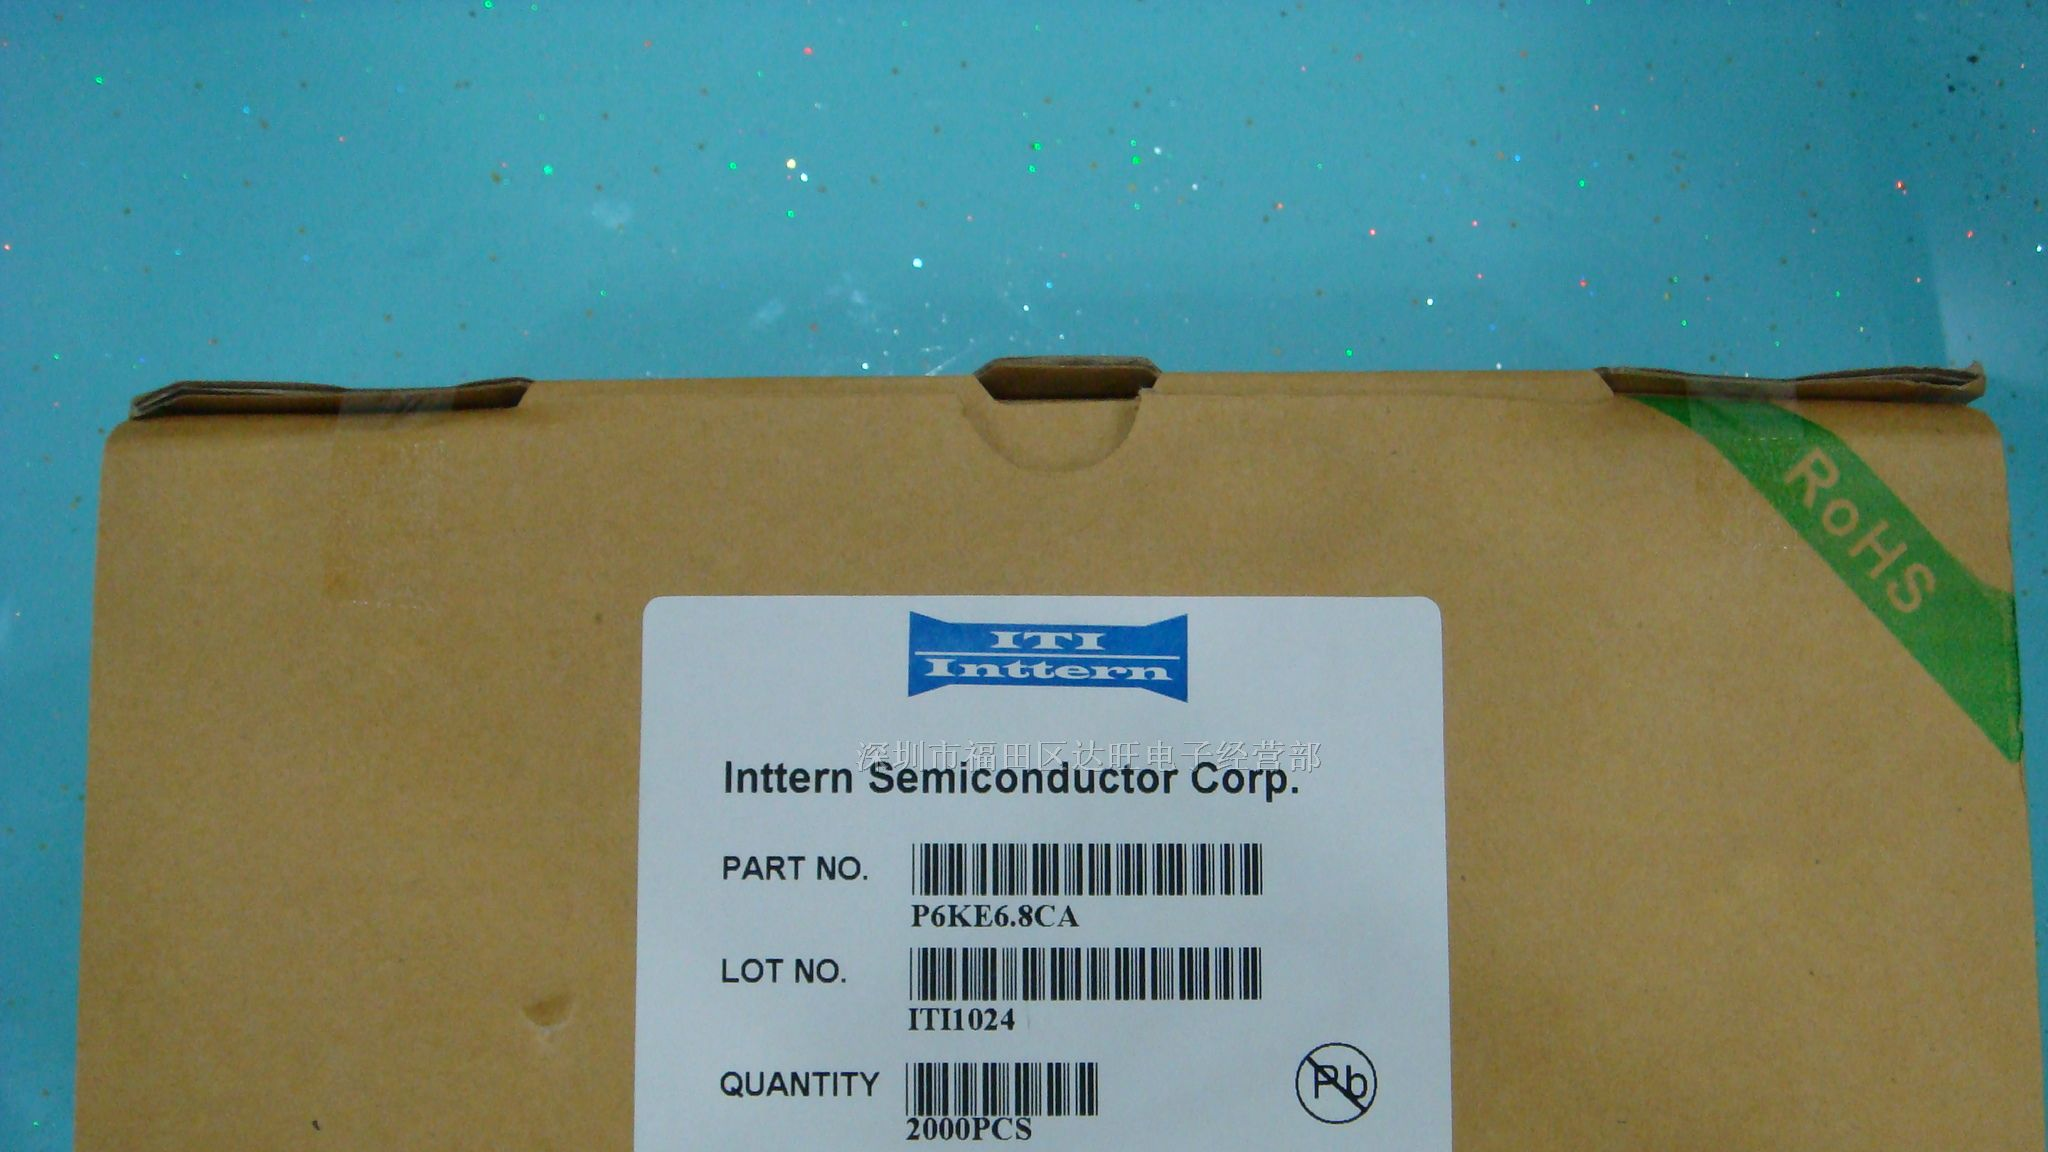 RoHS
ITI
Inttern
深圳市福田区达旺电子经营部
Inttern Semiconductor Corp.
PART NO.
P6KE6.8CA
LOT NO.
ITI1024
QUANTITY
2000PCS
Pb